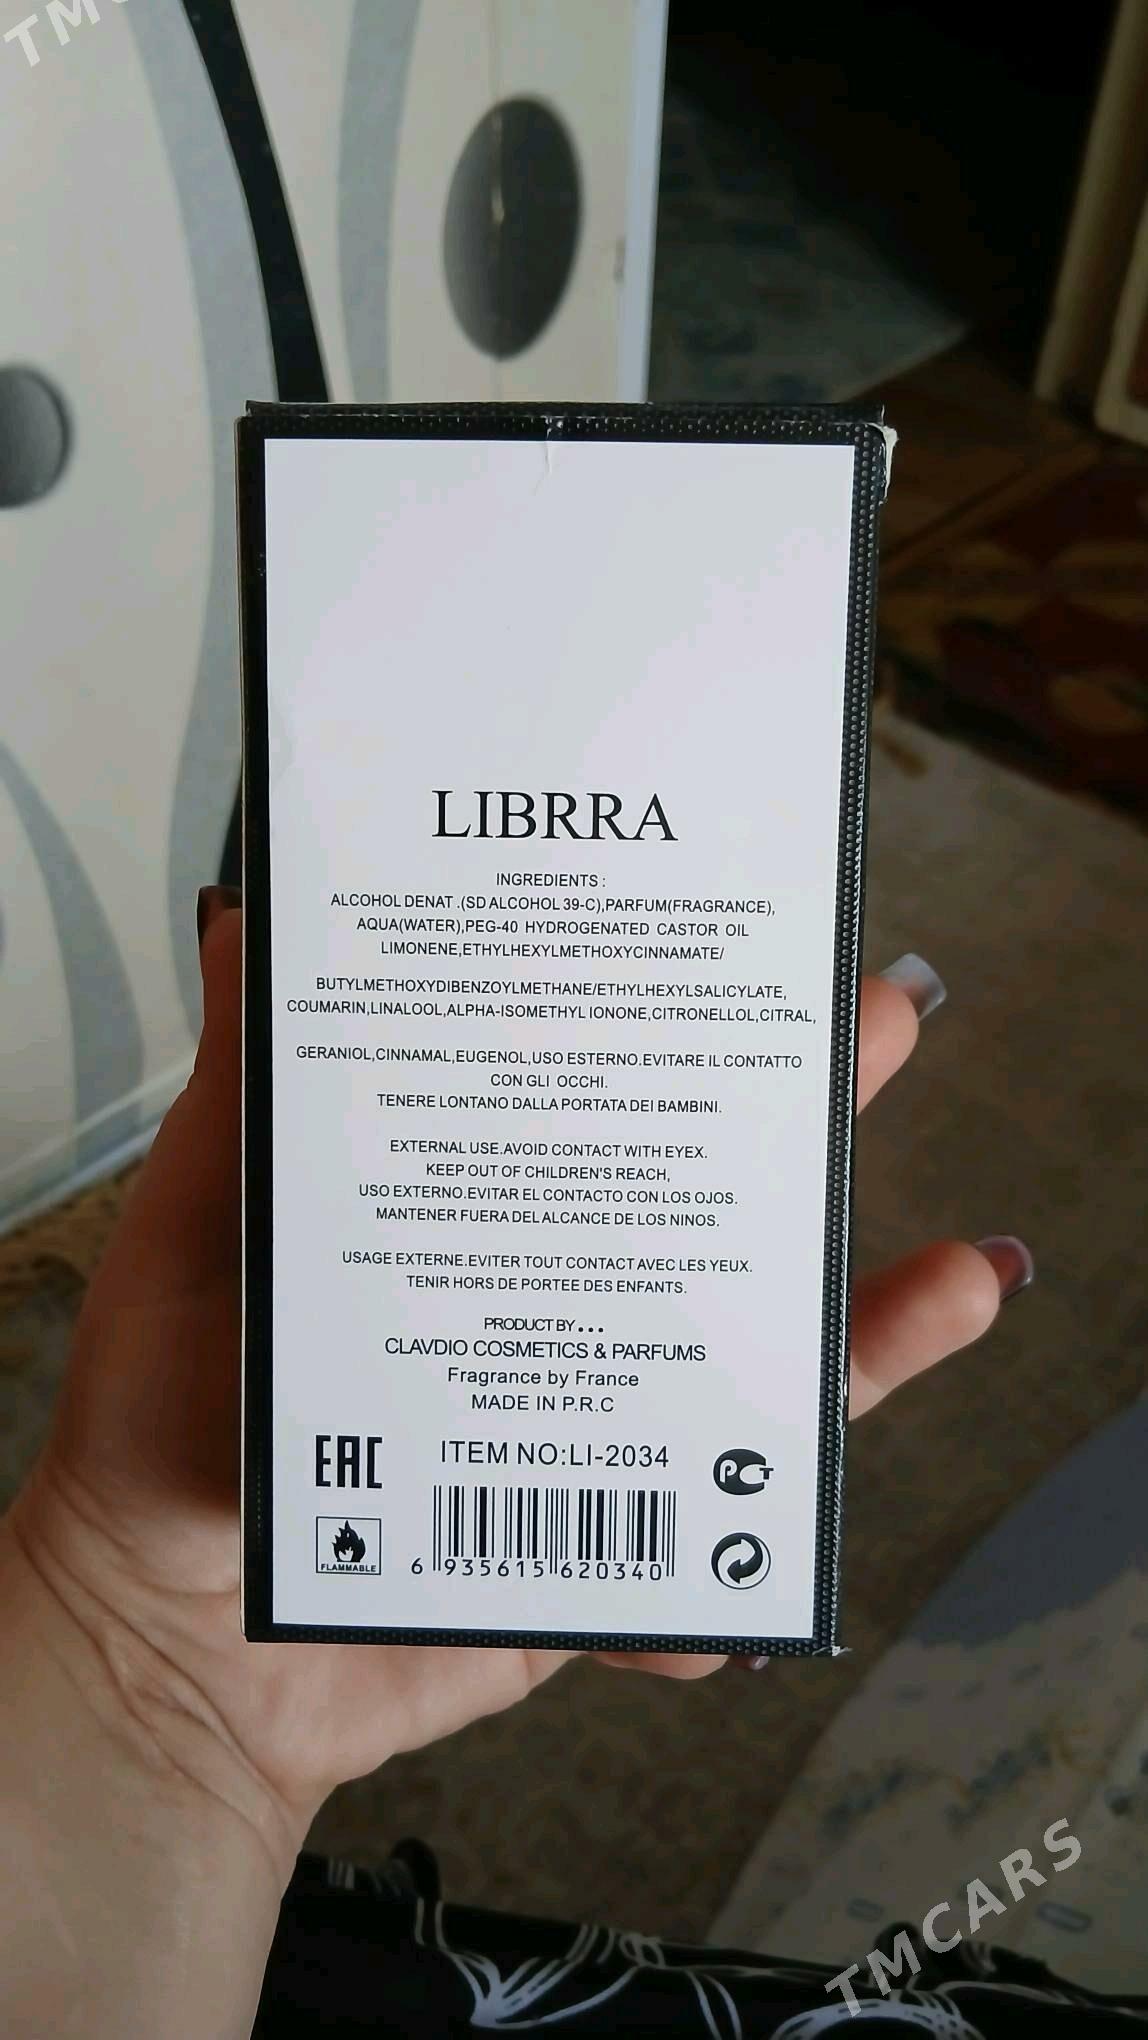 LIBRRA
INGREDIENTS :
ALCOHOL DENAT .(SD ALCOHOL 39-C),PARFUM(FRAGRANCE),
AQUA(WATER),PEG-40 HYDROGENATED CASTOR OIL
LIMONENE,ETHYLHEXYLMETHOXYCINNAMATE/
BUTYLMETHOXYDIBENZOYLMETHANE/ETHYLHEXYLSALICYLATE,
COUMARIN,LINALOOL,ALPHA-ISOMETHYL IONONE,CITRONELLOL,CITRAL,
GERANIOL,CINNAMAL,EUGENOL,USO ESTERNO.EVITARE IL CONTATTO
CON GLI OCCHI.
TENERE LONTANO DALLA PORTATA DEI BAMBINI.
EXTERNAL USE.AVOID CONTACT WITH EYEX.
KEEP OUT OF CHILDREN'S REACH,
USO EXTERNO.EVITAR EL CONTACTO CON LOS OJOS.
MANTENER FUERA DEL ALCANCE DE LOS NINOS.
USAGE EXTERNE.EVITER TOUT CONTACT AVEC LES YEUX.
TENIR HORS DE PORTEE DES ENFANTS.
PRODUCT BY...
CLAVDIO COSMETICS & PARFUMS
Fragrance by France
MADE IN P.R.C
EAC
ITEM NO:LI-2034
PCT
FLAMMABLE
6 935615 620340
TMCARS